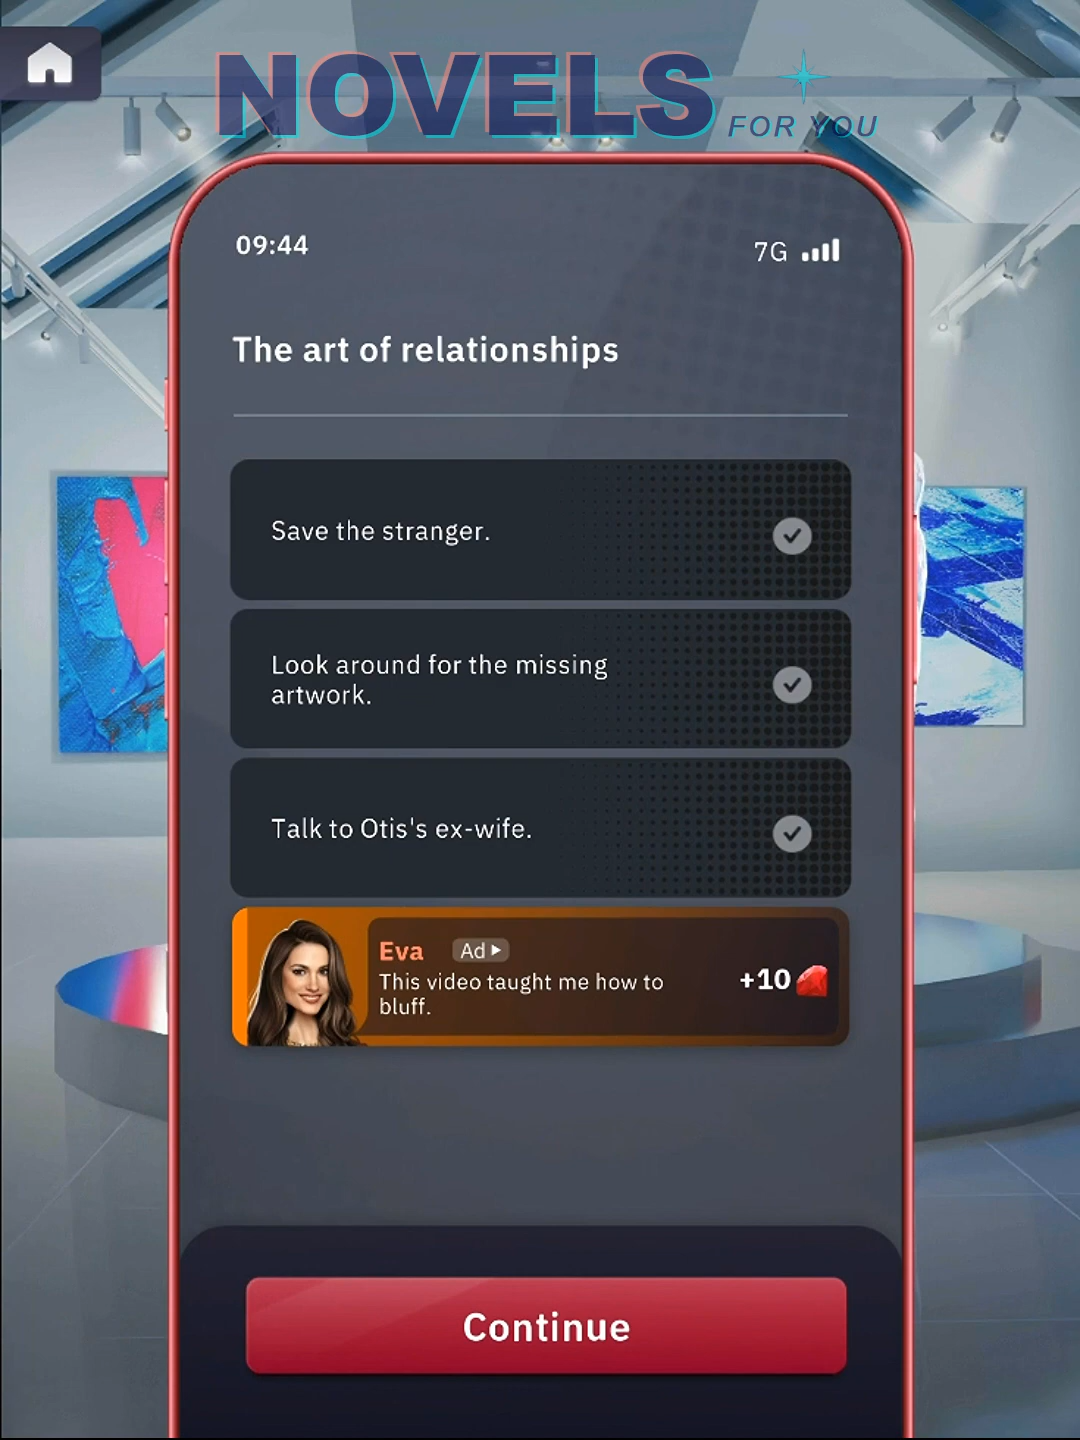 NOVELS
FOR YOU
09:44
7G
The art of relationships
Save the stranger.
Look around for the missing
artwork.
Talk to Otis's ex-wife.
Eva
Ad
This video taught me how to
bluff.
+10
Continue